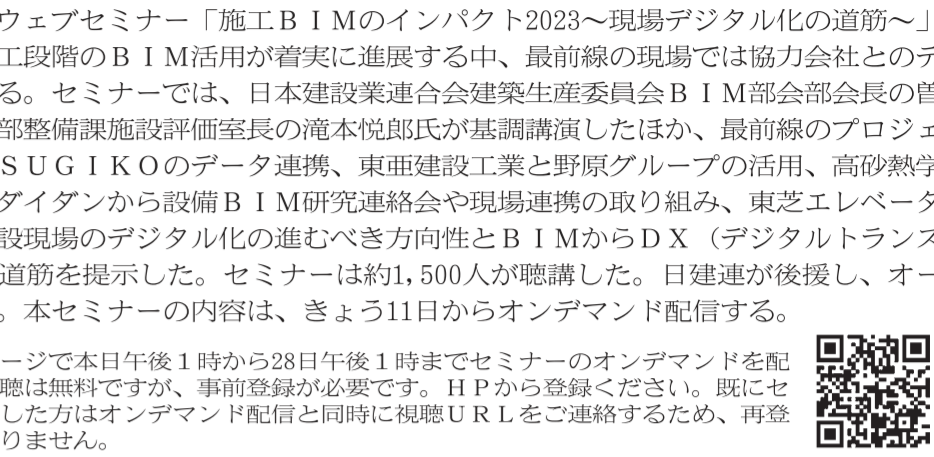 ウェブセミナー「施工ＢＩＭのインパクト2023～現場デジタル化の道筋～」
工段階のＢＩＭ活用が着実に進展する中、最前線の現場では協力会社とのデ
る。セミナーでは、日本建設業連合会建築生産委員会ＢＩＭ部会部会長の曽
部整備課施設評価室長の滝本悦郎氏が基調講演したほか、最前線のプロジェ
ＳＵＧＩＫＯのデータ連携、東亜建設工業と野原グループの活用、高砂熱学
ダイダンから設備ＢＩＭ研究連絡会や現場連携の取り組み、東芝エレベータ
設現場のデジタル化の進むべき方向性とＢＩＭからＤＸ（デジタルトランス
道筋を提示した。セミナーは約1,500人が聴講した。日建連が後援し、オー
。本セミナーの内容は、きょう11日からオンデマンド配信する。
ージで本日午後１時から28日午後１時までセミナーのオンデマンドを配
聴は無料ですが、事前登録が必要です。ＨＰから登録ください。既にセ
した方はオンデマンド配信と同時に視聴ＵＲＬをご連絡するため、再登
りません。